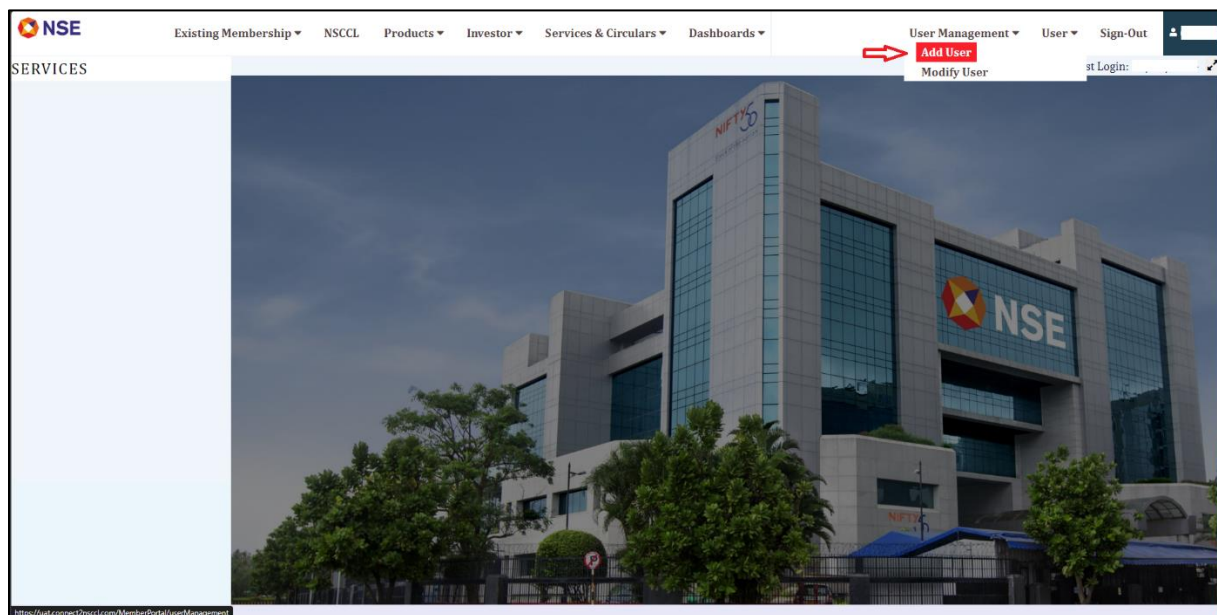 NSE
Existing Membership
NSCCL
Products
Investor
Services & Circulars
Dashboards
User Management
User
Sign-Out
Add User
Modify User
SERVICES
st Login:
NIFTY50
NSE
NIFTY
https://uat.connect2nsccl.com/MemberPortal/userManagement